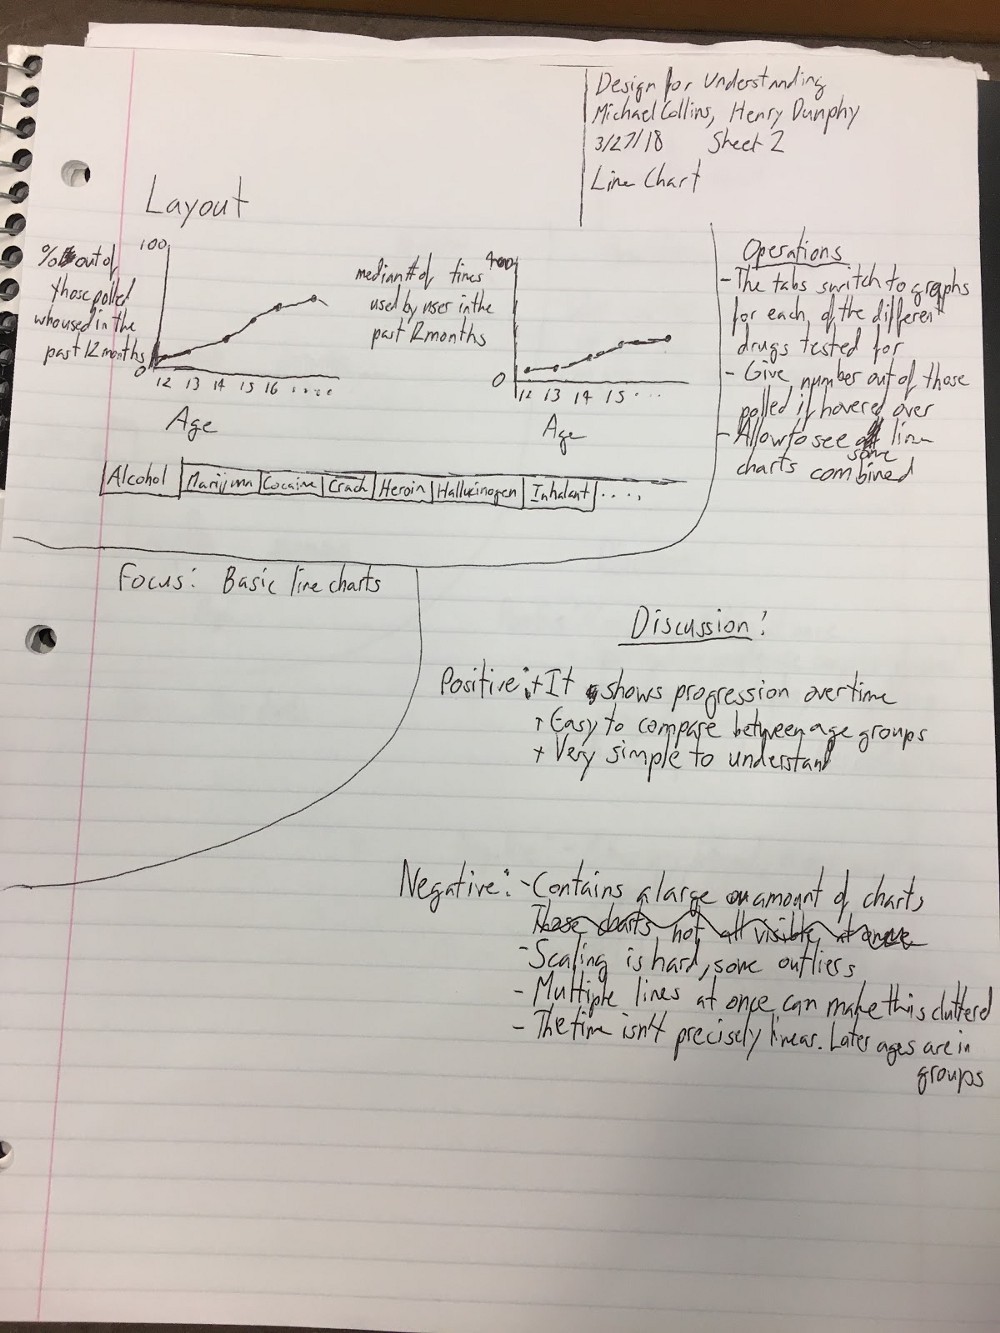 Design for Understanding
Michael Collins, Henry Dunphy
3/27/18 Sheet 2
Line Chart
Layout
% out of
those polled
who used in the
past 12 months
100
0
12 13 14 15 16 ....
Age
median # of times
used by user in the
past 12 months
0
12 13 14 15 ...
Age
Alcohol Marijuana Cocaine Crack Heroin Hallucinogen Inhalant ....
Operations
- The tabs switch to graphs
for each of the different
drugs tested for
- Give number out of those
polled if hovered over
- Allow to see some line
charts combined
Focus: Basic line charts
Discussion:
Positive: + It shows progression over time
+ Easy to compare between age groups
+ Very simple to understand
Negative: - Contains a large amount of charts
Those charts not all visible at once
- Scaling is hard, some outliers
- Multiple lines at once can make this cluttered
- The time isn't precisely linear. Later ages are in
groups